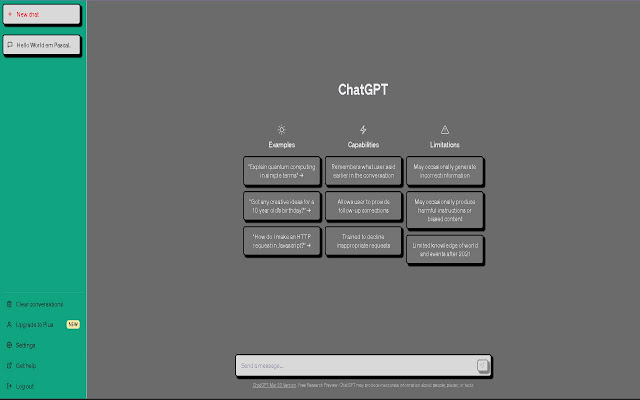 New chat
Hello World em Pascal.
ChatGPT
Examples
"Explain quantum computing
in simple terms" →
"Got any creative ideas for a
10 year old's birthday?" →
"How do I make an HTTP
request in Javascript?" →
Capabilities
Remembers what user said
earlier in the conversation
Allows user to provide
follow-up corrections
Trained to decline
inappropriate requests
Limitations
May occasionally generate
incorrect information
May occasionally produce
harmful instructions or
biased content
Limited knowledge of world
and events after 2021
Clear conversations
Upgrade to Plus NEW
Settings
Get help
Log out
Send a message...
ChatGPT Mar 23 Version. Free Research Preview. ChatGPT may produce inaccurate information about people, places, or facts